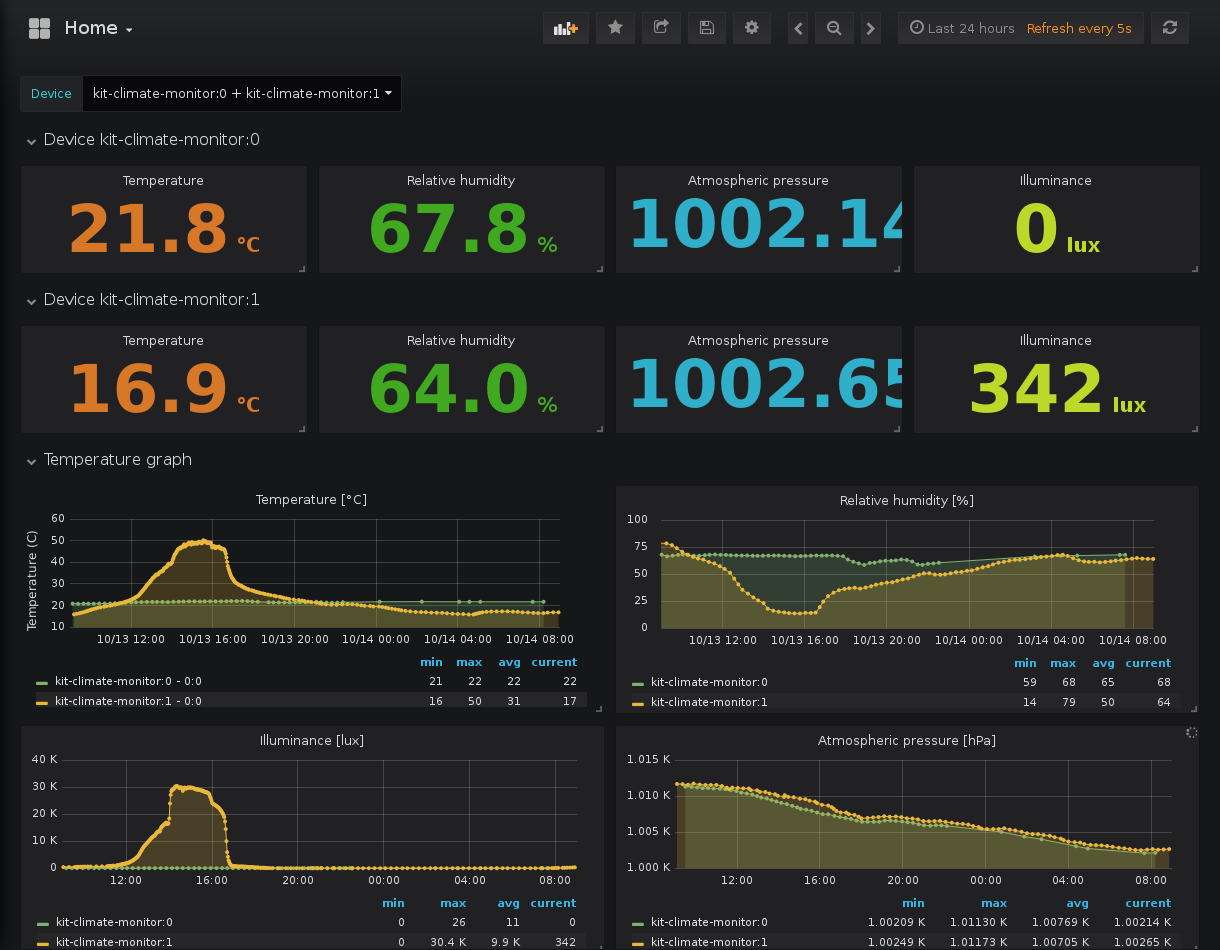 Home
Last 24 hours Refresh every 5s
Device kit-climate-monitor:0 + kit-climate-monitor:1
Device kit-climate-monitor:0
Temperature Relative humidity Atmospheric pressure Illuminance
21.8 °C 67.8 % 1002.14 0 lux
Device kit-climate-monitor:1
Temperature Relative humidity Atmospheric pressure Illuminance
16.9 °C 64.0 % 1002.65 342 lux
Temperature graph
Temperature [°C]
Temperature (C)
60
50
40
30
20
10
10/13 12:00 10/13 16:00 10/13 20:00 10/14 00:00 10/14 04:00 10/14 08:00
min max avg current
kit-climate-monitor:0 - 0:0 21 22 22 22
kit-climate-monitor:1 - 0:0 16 50 31 17
Relative humidity [%]
100
75
50
25
0
10/13 12:00 10/13 16:00 10/13 20:00 10/14 00:00 10/14 04:00 10/14 08:00
min max avg current
kit-climate-monitor:0 59 68 65 68
kit-climate-monitor:1 14 79 50 64
Illuminance [lux]
40 K
30 K
20 K
10 K
0
12:00 16:00 20:00 00:00 04:00 08:00
min max avg current
kit-climate-monitor:0 0 26 11 0
kit-climate-monitor:1 0 30.4 K 9.9 K 342
Atmospheric pressure [hPa]
1.015 K
1.010 K
1.005 K
1.000 K
12:00 16:00 20:00 00:00 04:00 08:00
min max avg current
kit-climate-monitor:0 1.00209 K 1.01130 K 1.00769 K 1.00214 K
kit-climate-monitor:1 1.00249 K 1.01173 K 1.00705 K 1.00265 K